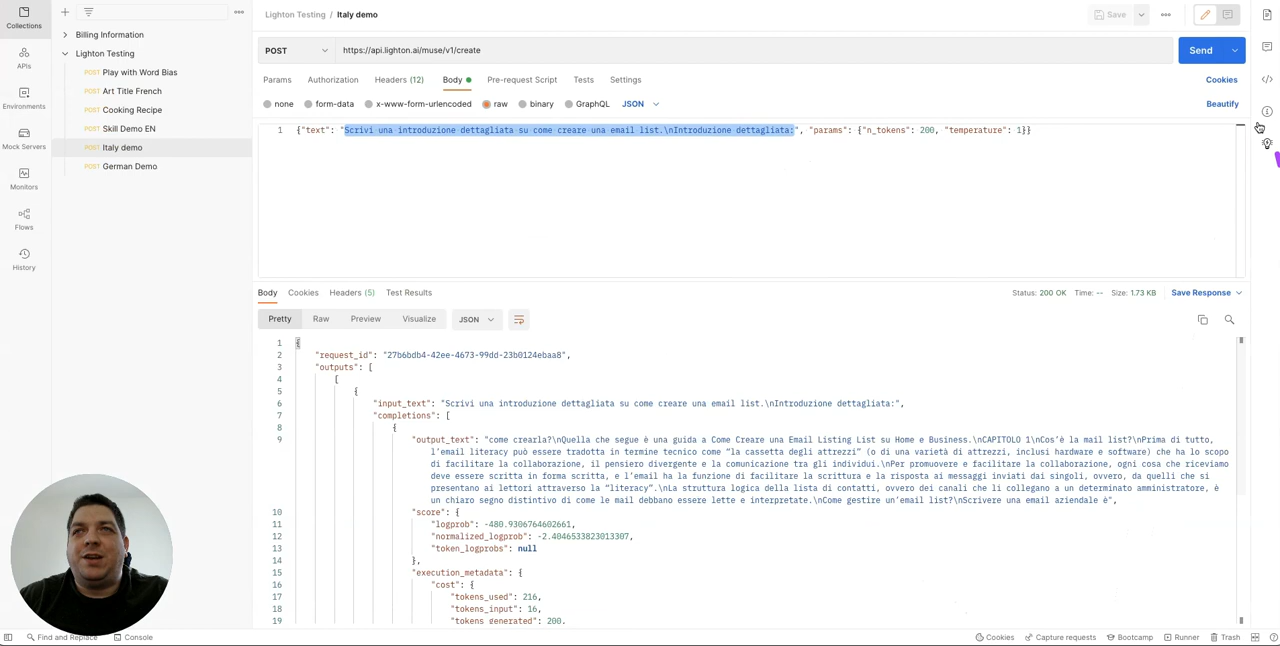 Collections
APIs
Environments
Mock Servers
Monitors
Flows
History
Billing Information
Lighton Testing
POST Play with Word Bias
POST Art Title French
POST Cooking Recipe
POST Skill Demo EN
POST Italy demo
POST German Demo
Lighton Testing / Italy demo
Save
POST https://api.lighton.ai/muse/v1/create Send
Params Authorization Headers (12) Body Pre-request Script Tests Settings Cookies
none form-data x-www-form-urlencoded raw binary GraphQL JSON Beautify
1 {"text": "Scrivi una introduzione dettagliata su come creare una email list.\nIntroduzione dettagliata:", "params": {"n_tokens": 200, "temperature": 1}}
Body Cookies Headers (5) Test Results Status: 200 OK Time: -- Size: 1.73 KB Save Response
Pretty Raw Preview Visualize JSON
1 {
2 "request_id": "27b6bdb4-42ee-4673-99dd-23b0124ebaa8",
3 "outputs": [
4 [
5 {
6 "input_text": "Scrivi una introduzione dettagliata su come creare una email list.\nIntroduzione dettagliata:",
7 "completions": [
8 {
9 "output_text": "come crearla?\nQuella che segue è una guida a Come Creare una Email Listing List su Home e Business.\nCAPITOLO 1\nCos’è la mail list?\nPrima di tutto,
l’email literacy può essere tradotta in termine tecnico come “la cassetta degli attrezzi” (o di una varietà di attrezzi, inclusi hardware e software) che ha lo scopo
di facilitare la collaborazione, il pensiero divergente e la comunicazione tra gli individui.\nPer promuovere e facilitare la collaborazione, ogni cosa che riceviamo
deve essere scritta in forma scritta, e l’email ha la funzione di facilitare la scrittura e la risposta ai messaggi inviati dai singoli, ovvero, da quelli che si
presentano ai lettori attraverso la “literacy”.\nLa struttura logica della lista di contatti, ovvero dei canali che li collegano a un determinato amministratore, è
un chiaro segno distintivo di come le mail debbano essere lette e interpretate.\nCome gestire un’email list?\nScrivere una email aziendale è",
10 "score": {
11 "logprob": -480.9306764602661,
12 "normalized_logprob": -2.4046533823013307,
13 "token_logprobs": null
14 },
15 "execution_metadata": {
16 "cost": {
17 "tokens_used": 216,
18 "tokens_input": 16,
19 "tokens_generated": 200,
Find and Replace Console Cookies Capture requests Bootcamp Runner Trash